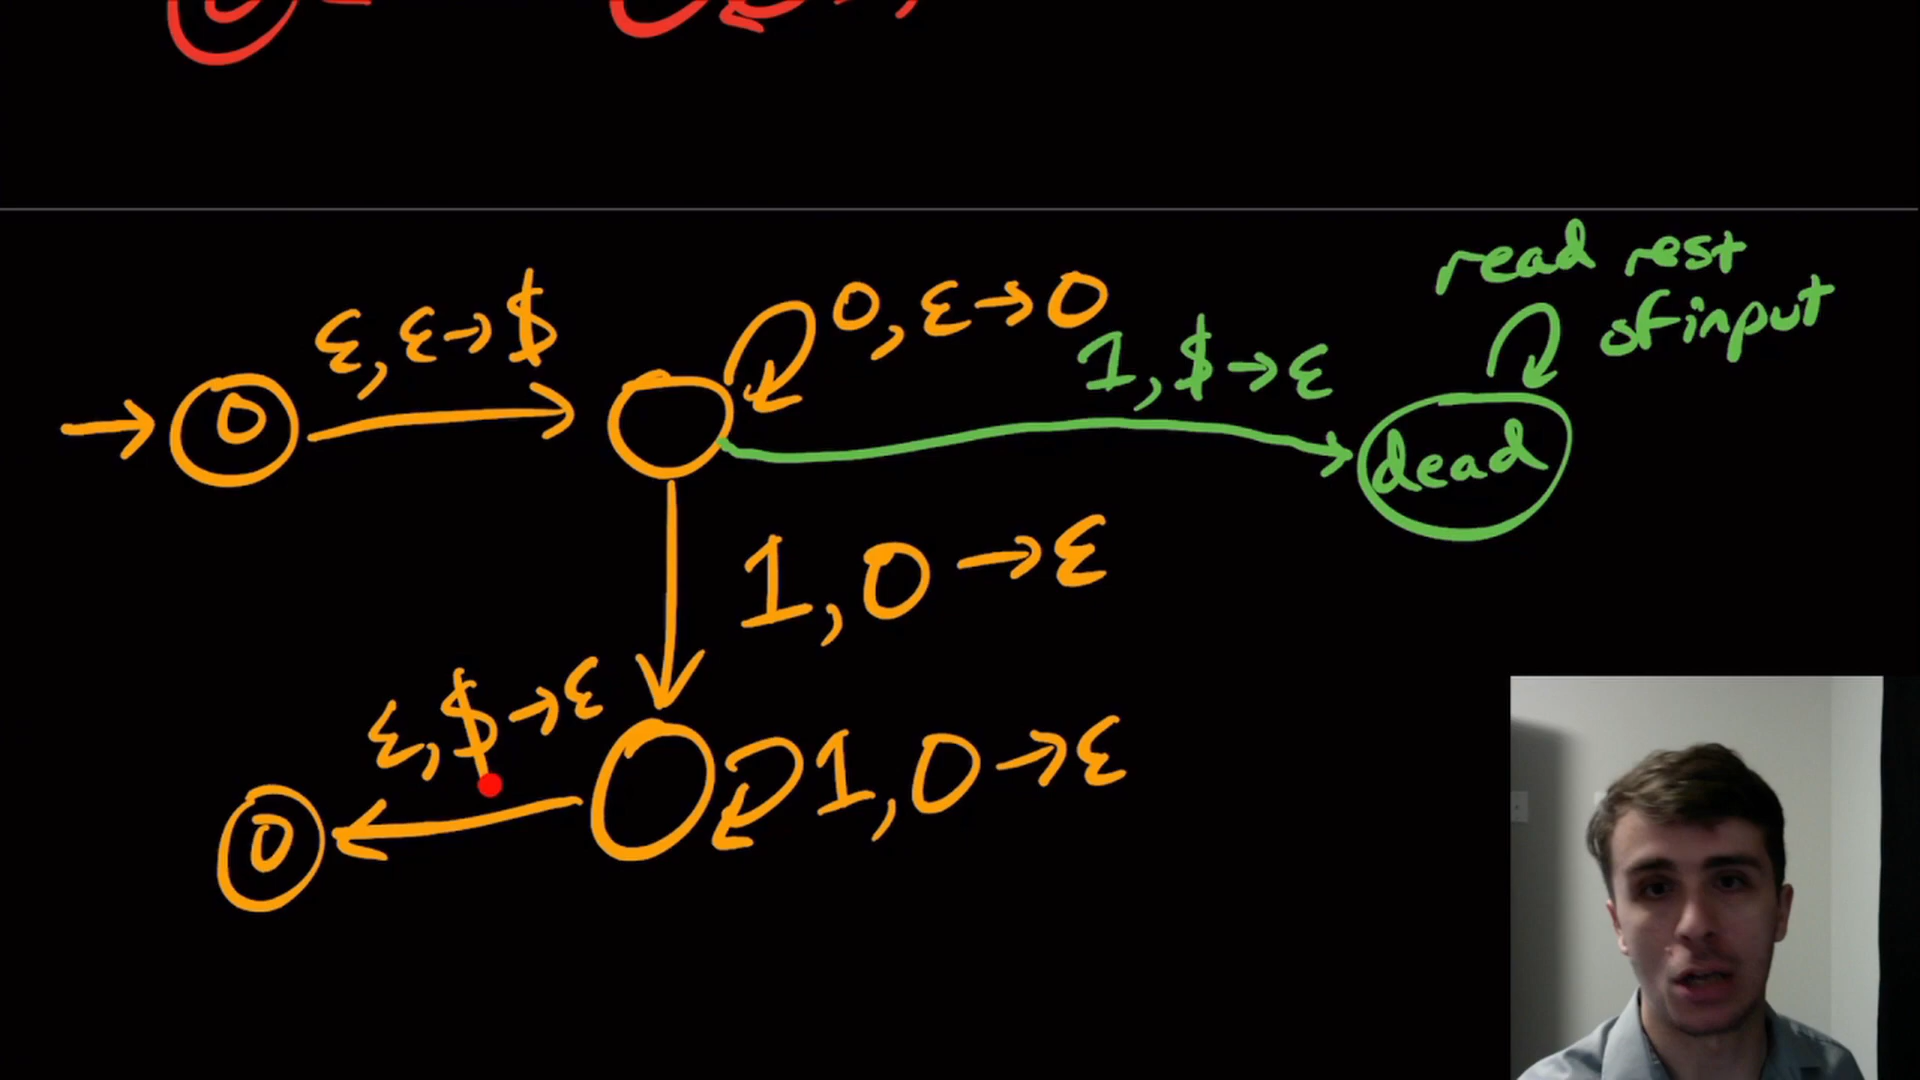 ε,ε→$
0,ε→0
1,$→ε
read rest
of input
dead
1,0→ε
ε,$→ε
1,0→ε